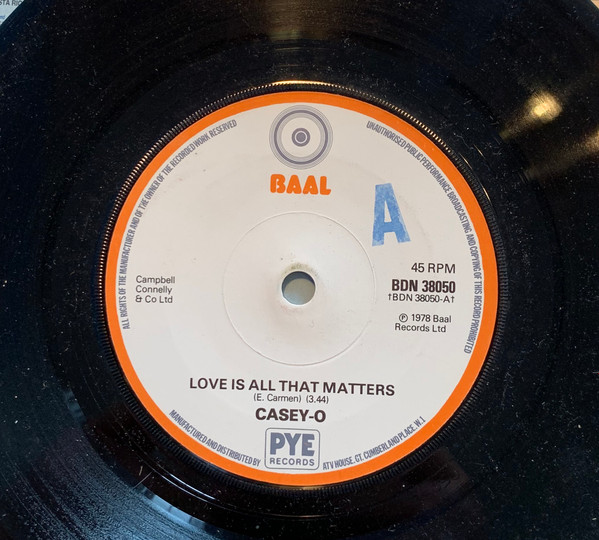 STA RIC
ALL RIGHTS OF THE MANUFACTURER AND OF THE OWNER OF THE RECORDED WORK RESERVED
UNAUTHORISED PUBLIC PERFORMANCE BROADCASTING AND COPYING OF THIS RECORD PROHIBITED
BAAL
A
45 RPM
BDN 38050
†BDN 38050-A†
℗ 1978 Baal
Records Ltd
Campbell
Connelly
& Co Ltd
LOVE IS ALL THAT MATTERS
(E. Carmen) (3.44)
CASEY-O
MANUFACTURED AND DISTRIBUTED BY
PYE
RECORDS
ATV HOUSE, GT. CUMBERLAND PLACE, W.1